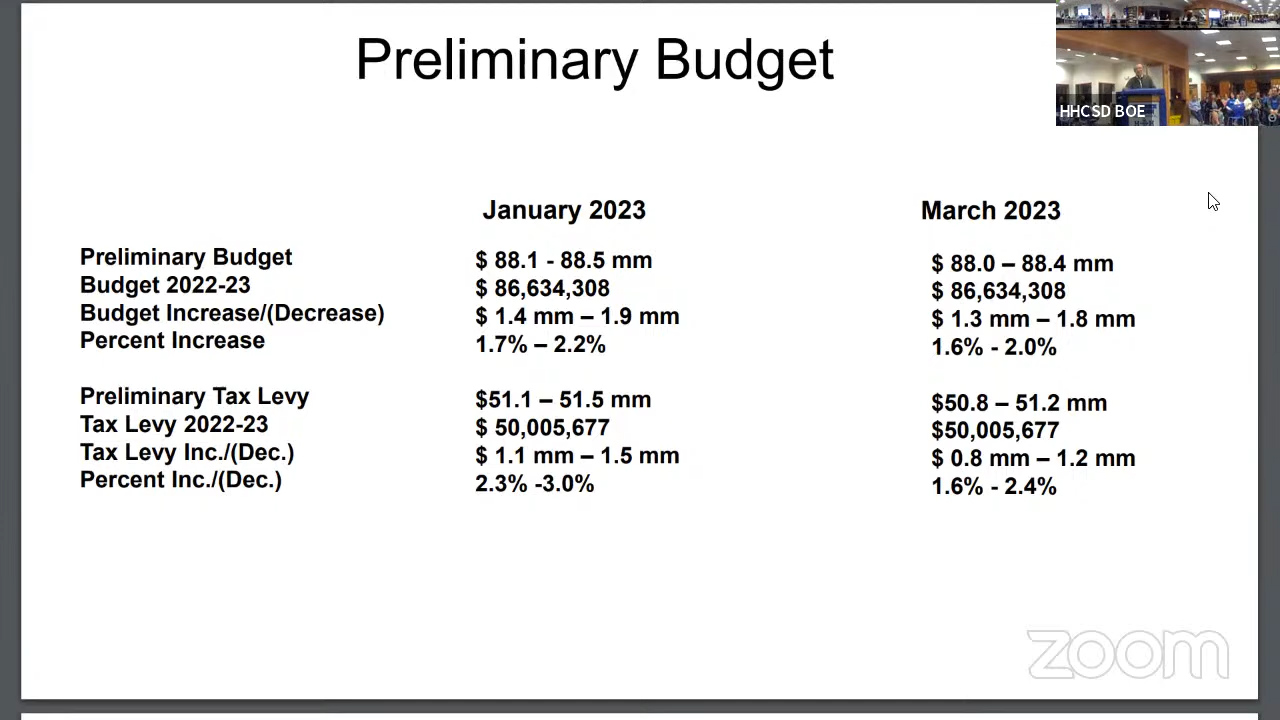 Preliminary Budget
HHCSD BOE
January 2023 March 2023
Preliminary Budget $ 88.1 - 88.5 mm $ 88.0 – 88.4 mm
Budget 2022-23 $ 86,634,308 $ 86,634,308
Budget Increase/(Decrease) $ 1.4 mm – 1.9 mm $ 1.3 mm – 1.8 mm
Percent Increase 1.7% – 2.2% 1.6% - 2.0%
Preliminary Tax Levy $51.1 – 51.5 mm $50.8 – 51.2 mm
Tax Levy 2022-23 $ 50,005,677 $50,005,677
Tax Levy Inc./(Dec.) $ 1.1 mm – 1.5 mm $ 0.8 mm – 1.2 mm
Percent Inc./(Dec.) 2.3% -3.0% 1.6% - 2.4%
zoom